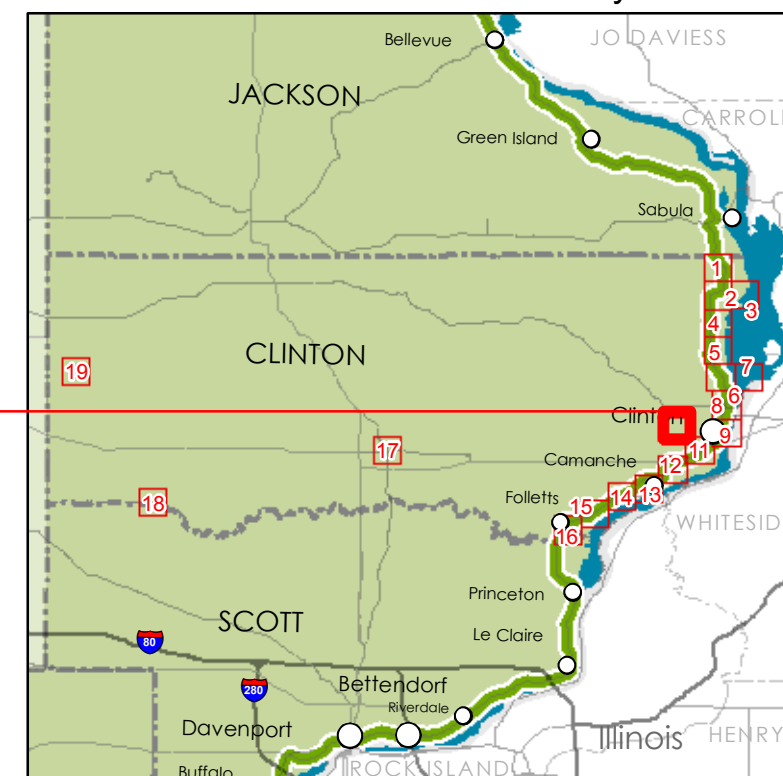 Bellevue
JO DAVIESS
JACKSON
CARROLL
Green Island
Sabula
1
2
3
4
CLINTON
5
7
19
6
8
Clinton
9
17
11
Camanche
12
13
Folletts
14
18
15
WHITESID
16
Princeton
SCOTT
Le Claire
80
Bettendorf
280
Riverdale
Davenport
Illinois
HENRY
Buffalo
ROCK ISLAND